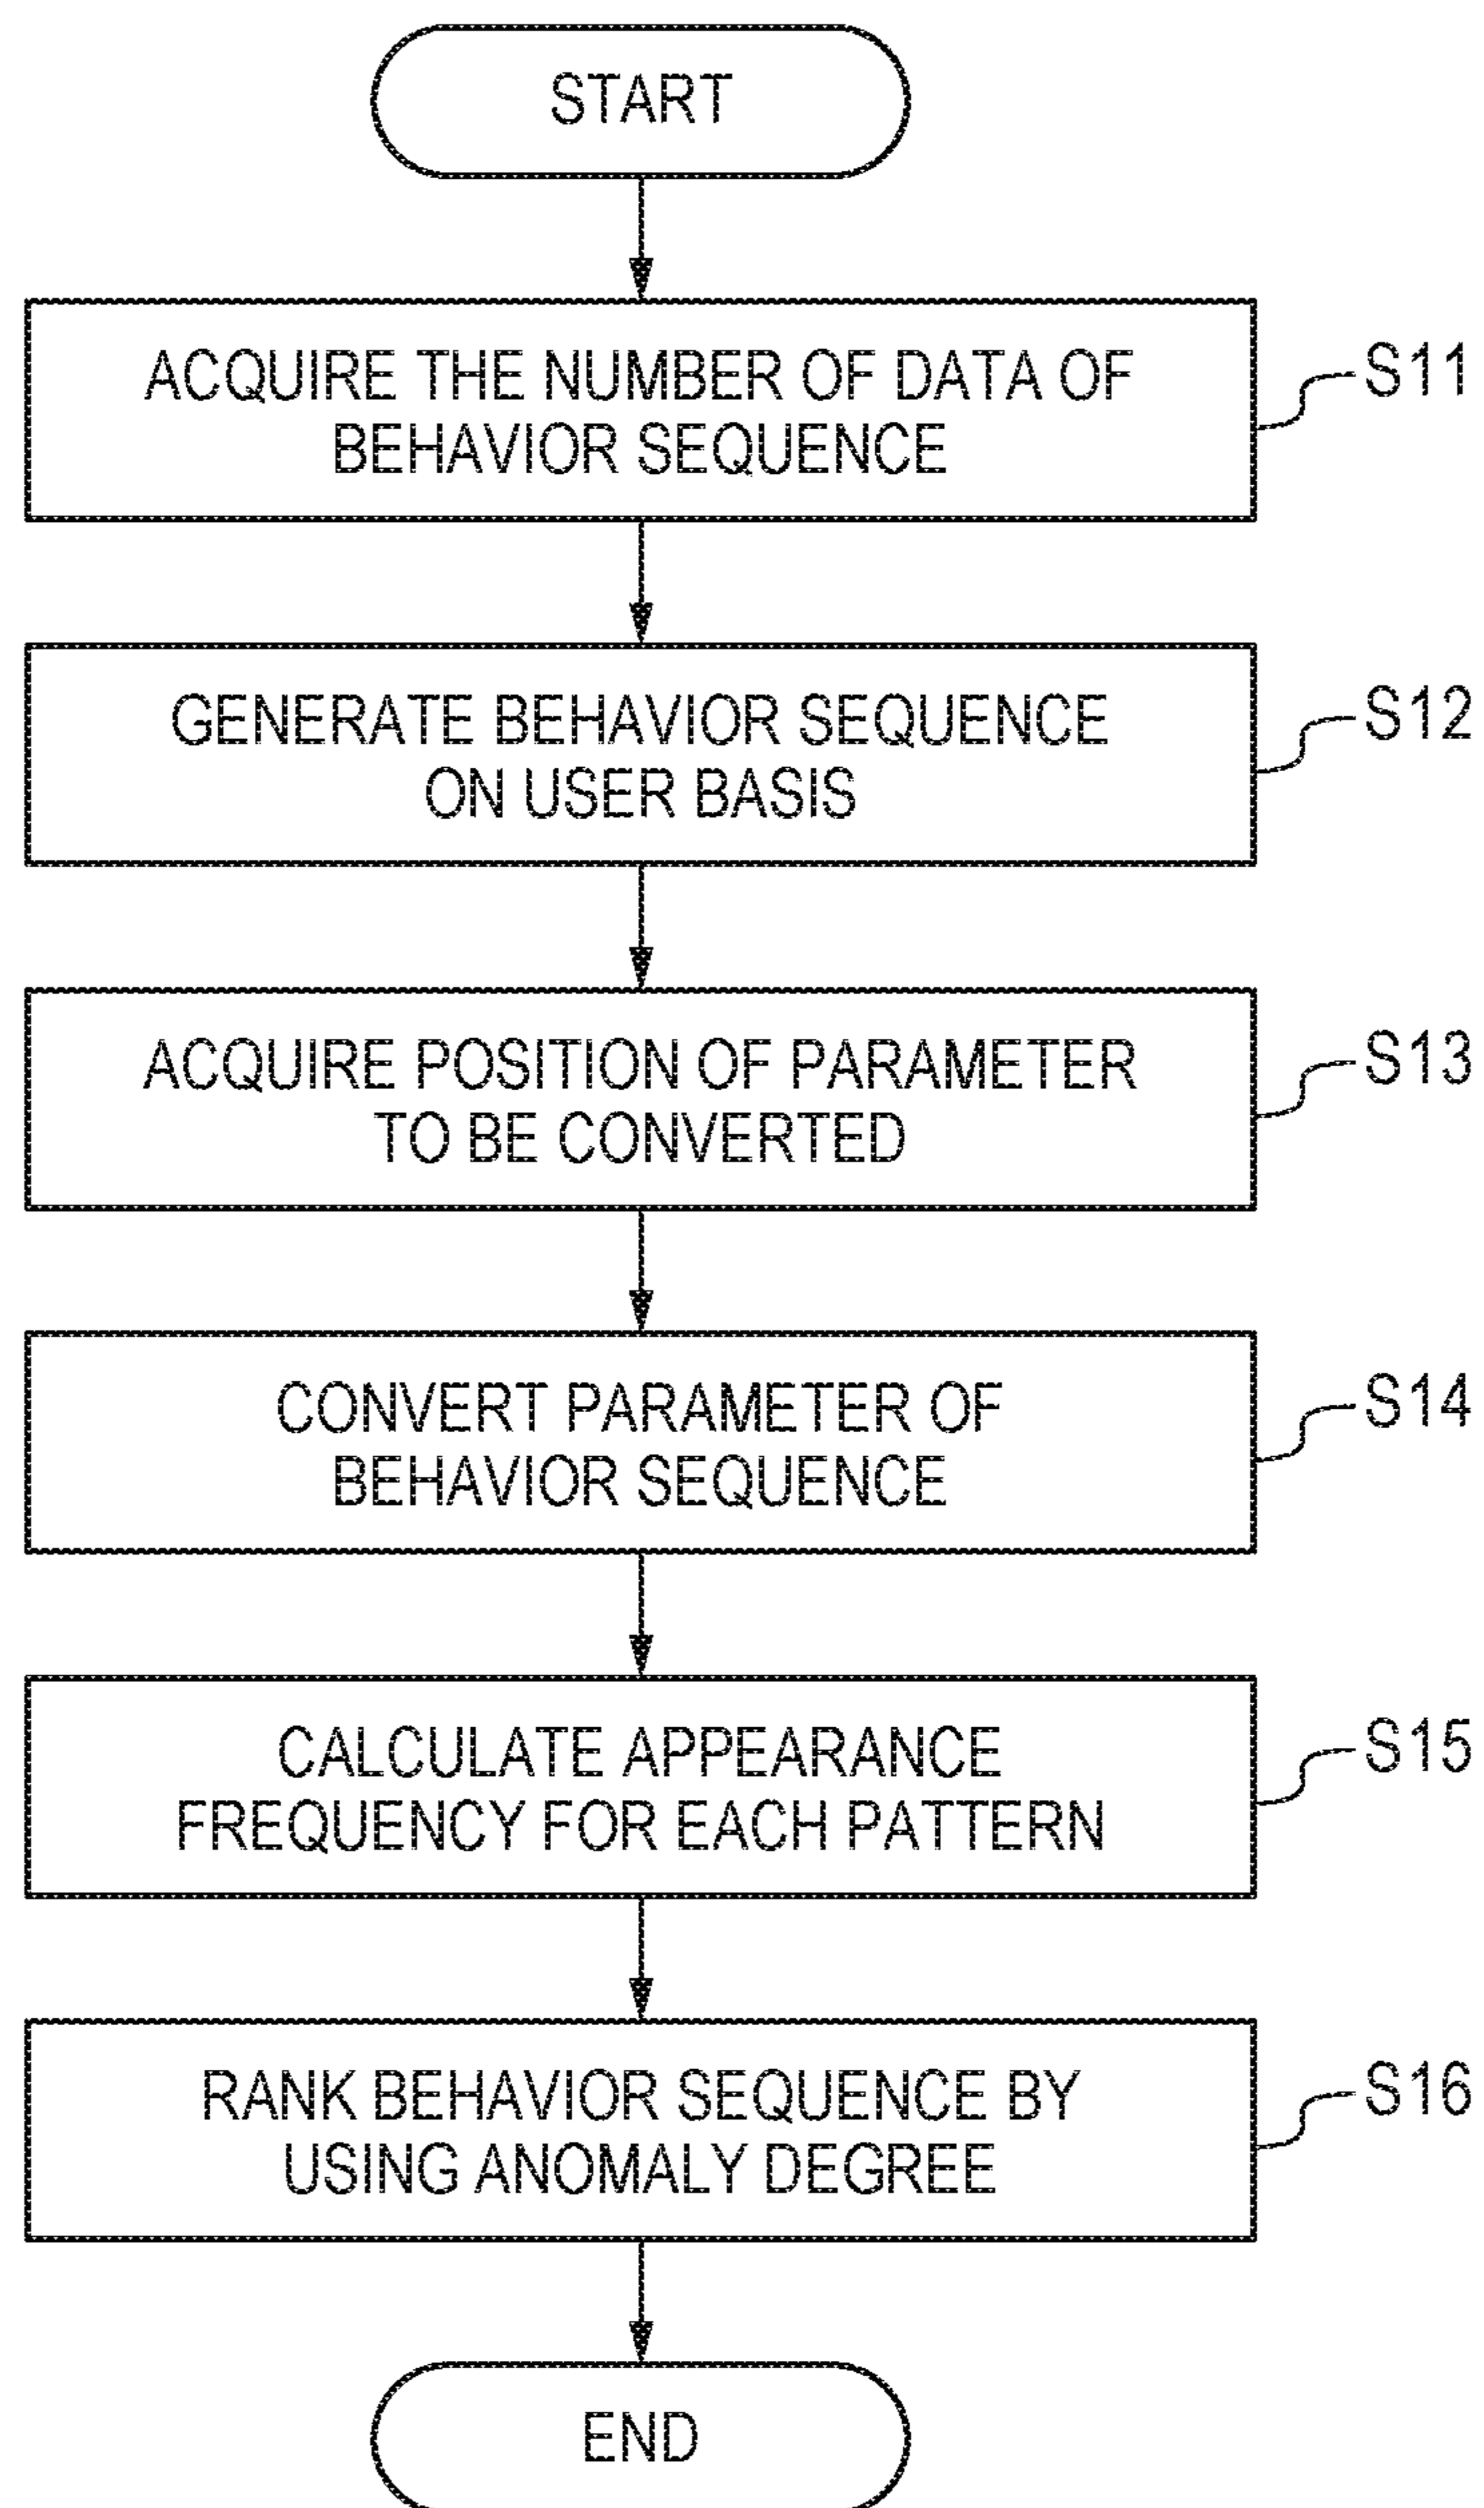 START
ACQUIRE THE NUMBER OF DATA OF
BEHAVIOR SEQUENCE
S11
GENERATE BEHAVIOR SEQUENCE
ON USER BASIS
S12
ACQUIRE POSITION OF PARAMETER
TO BE CONVERTED
S13
CONVERT PARAMETER OF
BEHAVIOR SEQUENCE
S14
CALCULATE APPEARANCE
FREQUENCY FOR EACH PATTERN
S15
RANK BEHAVIOR SEQUENCE BY
USING ANOMALY DEGREE
S16
END